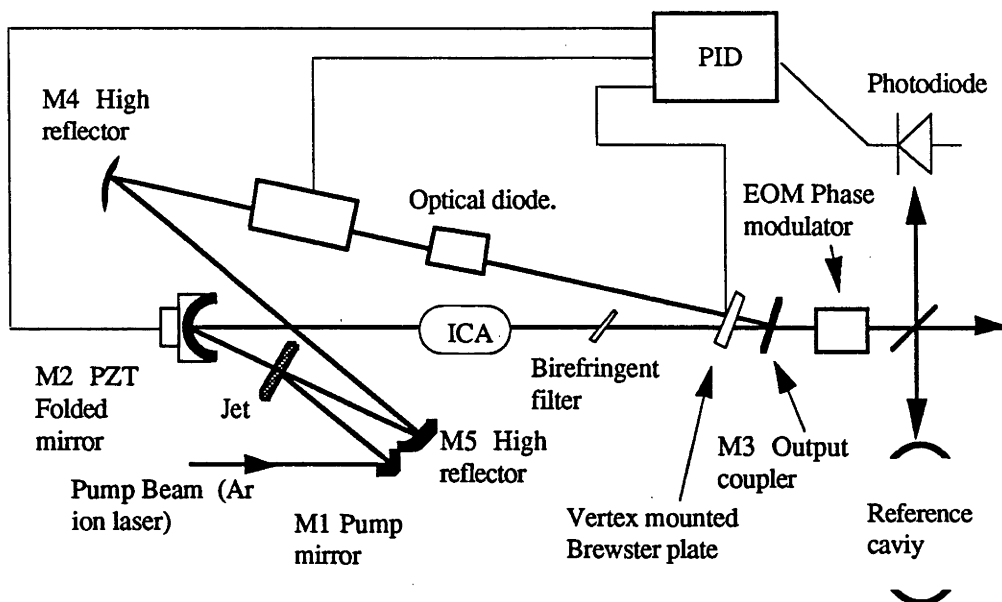 PID
Photodiode
M4 High
reflector
EOM Phase
modulator
Optical diode.
ICA
Birefringent
filter
M2 PZT
Folded
mirror
Jet
M5 High
reflector
M3 Output
coupler
Pump Beam (Ar
ion laser)
M1 Pump
mirror
Vertex mounted
Brewster plate
Reference
caviy